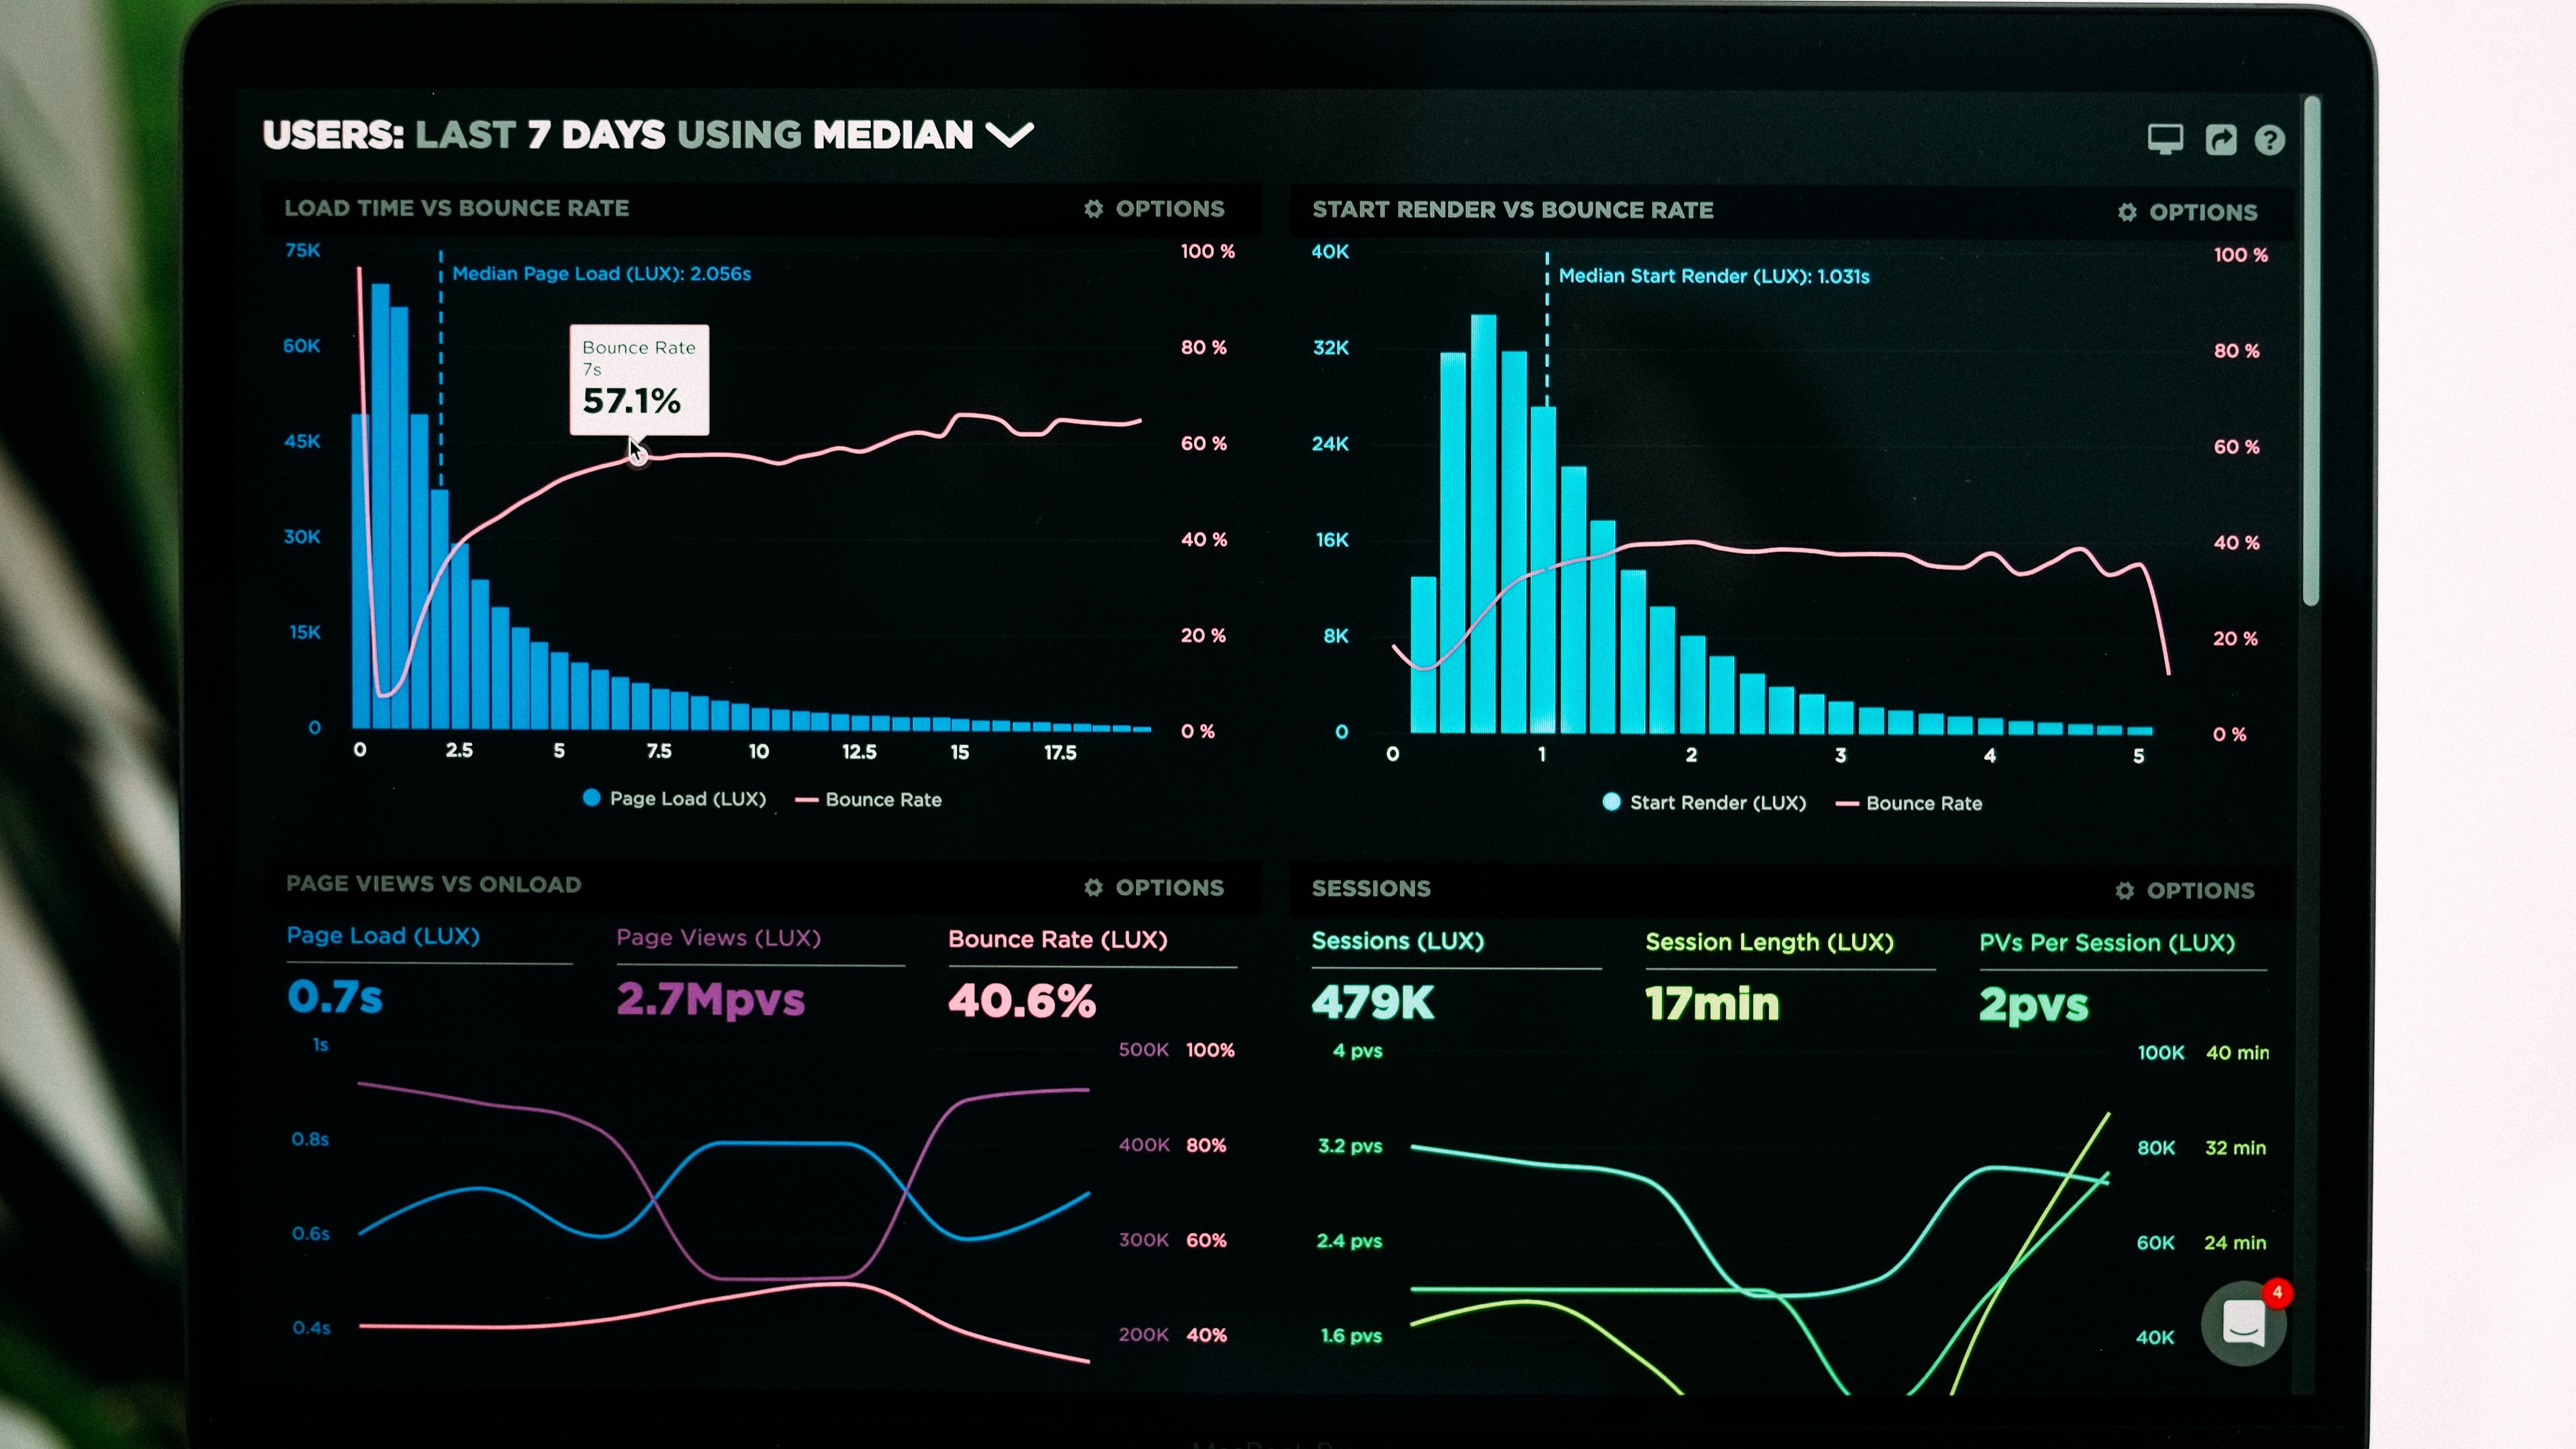 USERS: LAST 7 DAYS USING MEDIAN
LOAD TIME VS BOUNCE RATE
OPTIONS
75K
60K
45K
30K
15K
0
Median Page Load (LUX): 2.056s
Bounce Rate
7s
57.1%
100 %
80 %
60 %
40 %
20 %
0 %
0 2.5 5 7.5 10 12.5 15 17.5
Page Load (LUX) Bounce Rate
START RENDER VS BOUNCE RATE
OPTIONS
40K
32K
24K
16K
8K
0
Median Start Render (LUX): 1.031s
100 %
80 %
60 %
40 %
20 %
0 %
0 1 2 3 4 5
Start Render (LUX) Bounce Rate
PAGE VIEWS VS ONLOAD
OPTIONS
Page Load (LUX) Page Views (LUX) Bounce Rate (LUX)
0.7s 2.7Mpvs 40.6%
1s
0.8s
0.6s
0.4s
500K 100%
400K 80%
300K 60%
200K 40%
SESSIONS
OPTIONS
Sessions (LUX) Session Length (LUX) PVs Per Session (LUX)
479K 17min 2pvs
4 pvs
3.2 pvs
2.4 pvs
1.6 pvs
100K 40 min
80K 32 min
60K 24 min
40K
4